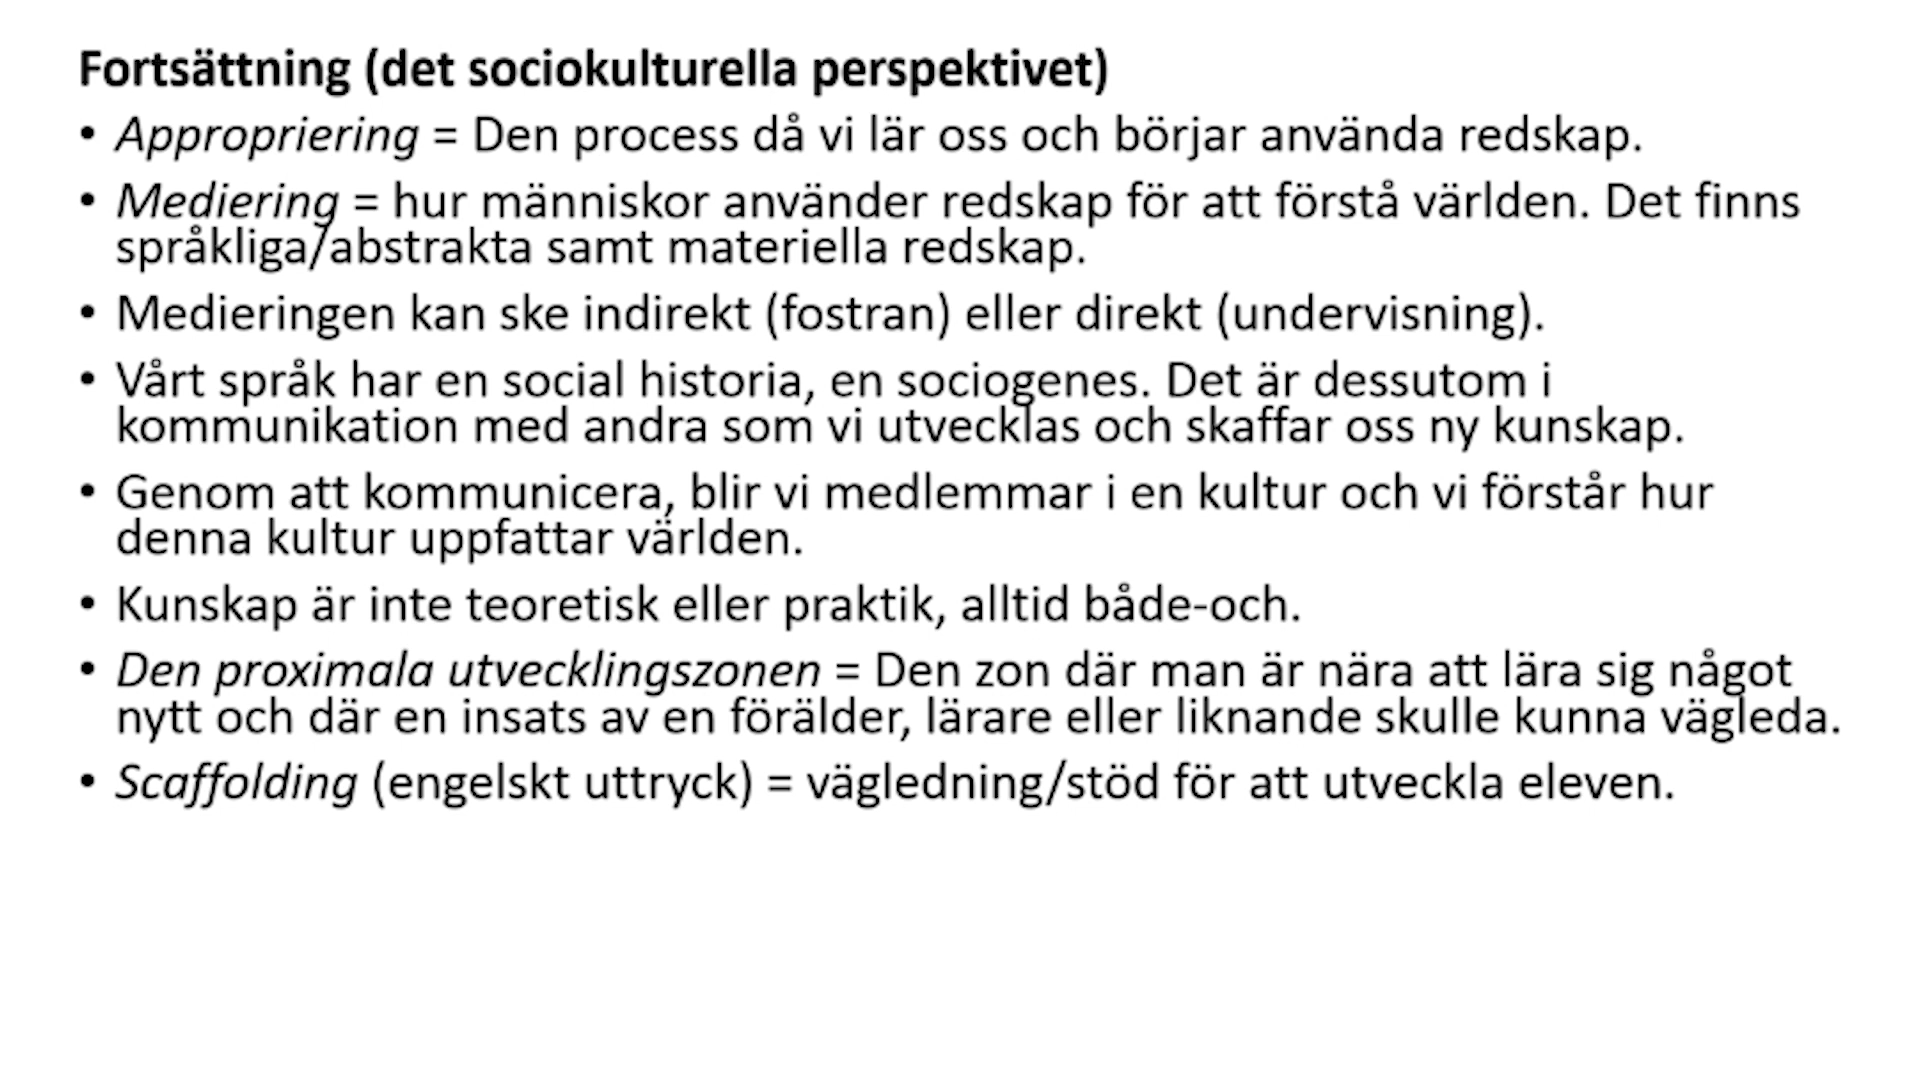 Fortsättning (det sociokulturella perspektivet)
• Appropriering = Den process då vi lär oss och börjar använda redskap.
• Mediering = hur människor använder redskap för att förstå världen. Det finns
språkliga/abstrakta samt materiella redskap.
• Medieringen kan ske indirekt (fostran) eller direkt (undervisning).
• Vårt språk har en social historia, en sociogenes. Det är dessutom i
kommunikation med andra som vi utvecklas och skaffar oss ny kunskap.
• Genom att kommunicera, blir vi medlemmar i en kultur och vi förstår hur
denna kultur uppfattar världen.
• Kunskap är inte teoretisk eller praktik, alltid både-och.
• Den proximala utvecklingszonen = Den zon där man är nära att lära sig något
nytt och där en insats av en förälder, lärare eller liknande skulle kunna vägleda.
• Scaffolding (engelskt uttryck) = vägledning/stöd för att utveckla eleven.